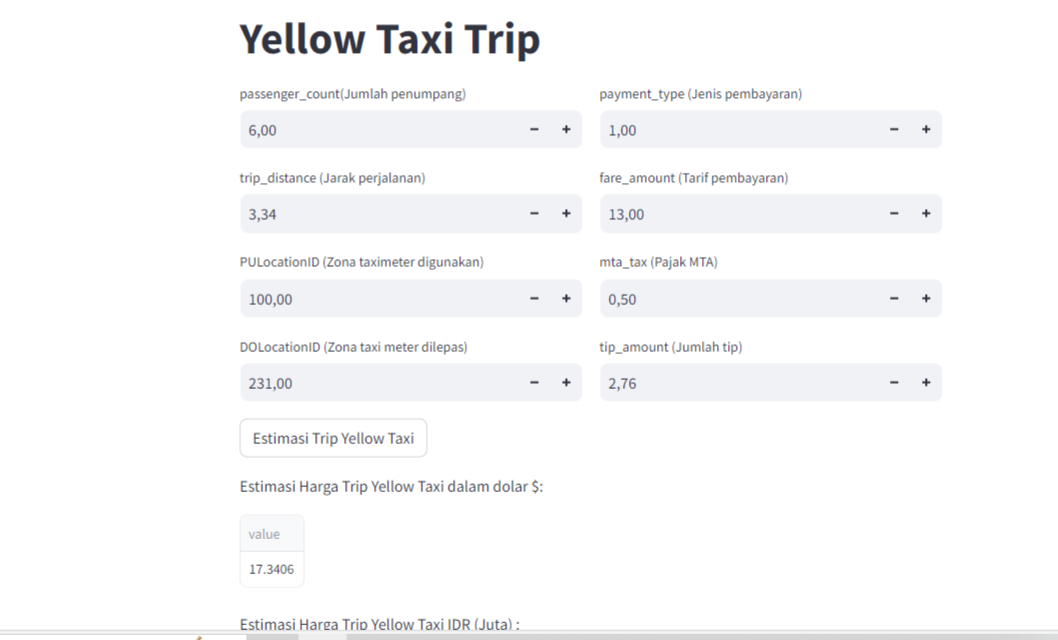 Yellow Taxi Trip
passenger_count(Jumlah penumpang)
6,00
payment_type (Jenis pembayaran)
1,00
trip_distance (Jarak perjalanan)
3,34
fare_amount (Tarif pembayaran)
13,00
PULocationID (Zona taximeter digunakan)
100,00
mta_tax (Pajak MTA)
0,50
DOLocationID (Zona taxi meter dilepas)
231,00
tip_amount (Jumlah tip)
2,76
Estimasi Trip Yellow Taxi
Estimasi Harga Trip Yellow Taxi dalam dolar $:
value
17.3406
Estimasi Harga Trip Yellow Taxi IDR (Juta) :